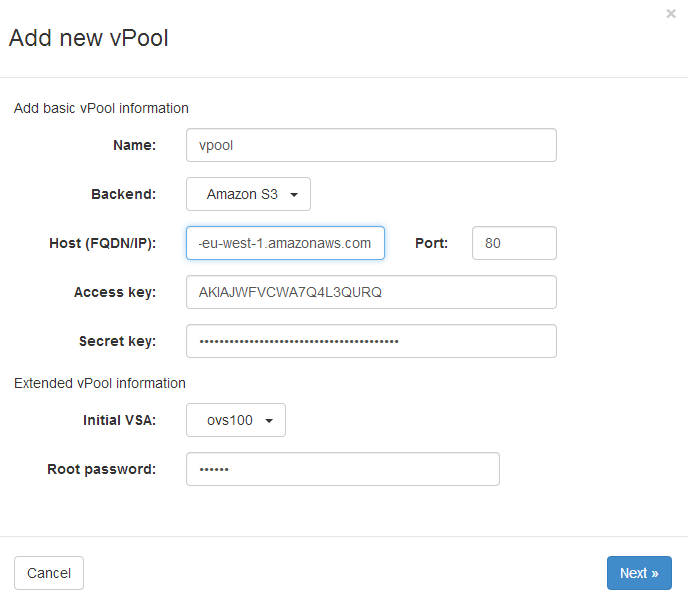 ×
Add new vPool
Add basic vPool information
Name: vpool
Backend: Amazon S3
Host (FQDN/IP): -eu-west-1.amazonaws.com Port: 80
Access key: AKIAJWFVCWA7Q4L3QURQ
Secret key: ••••••••••••••••••••••••••••••••••••••••
Extended vPool information
Initial VSA: ovs100
Root password: ••••••
Cancel Next »